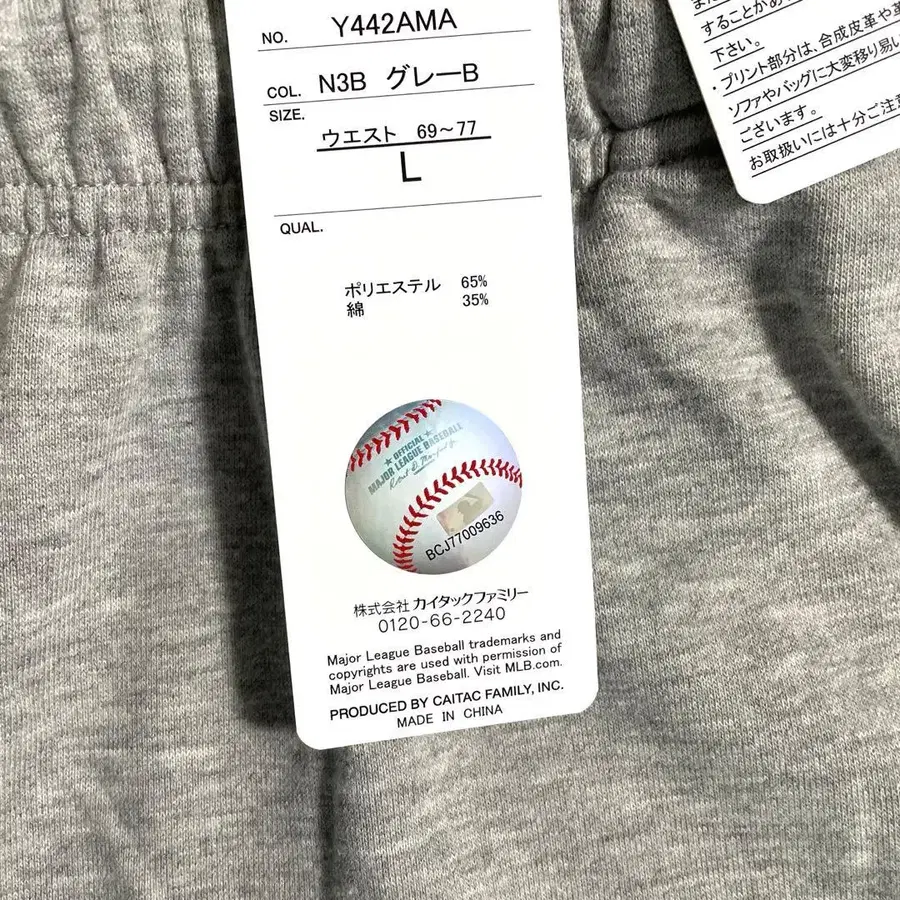 NO. Y442AMA
COL. N3B グレーB
SIZE.
ウエスト 69～77
L
QUAL.
ポリエステル 65%
綿 35%
★OFFICIAL★
MAJOR LEAGUE BASEBALL
BCJ77009636
株式会社 カイタックファミリー
0120-66-2240
Major League Baseball trademarks and
copyrights are used with permission of
Major League Baseball. Visit MLB.com.
PRODUCED BY CAITAC FAMILY, INC.
MADE IN CHINA
することがあ
下さい。
・プリント部分は、合成皮革や革
ソファやバッグに大変移り易い
ございます。
お取扱いには十分ご注意